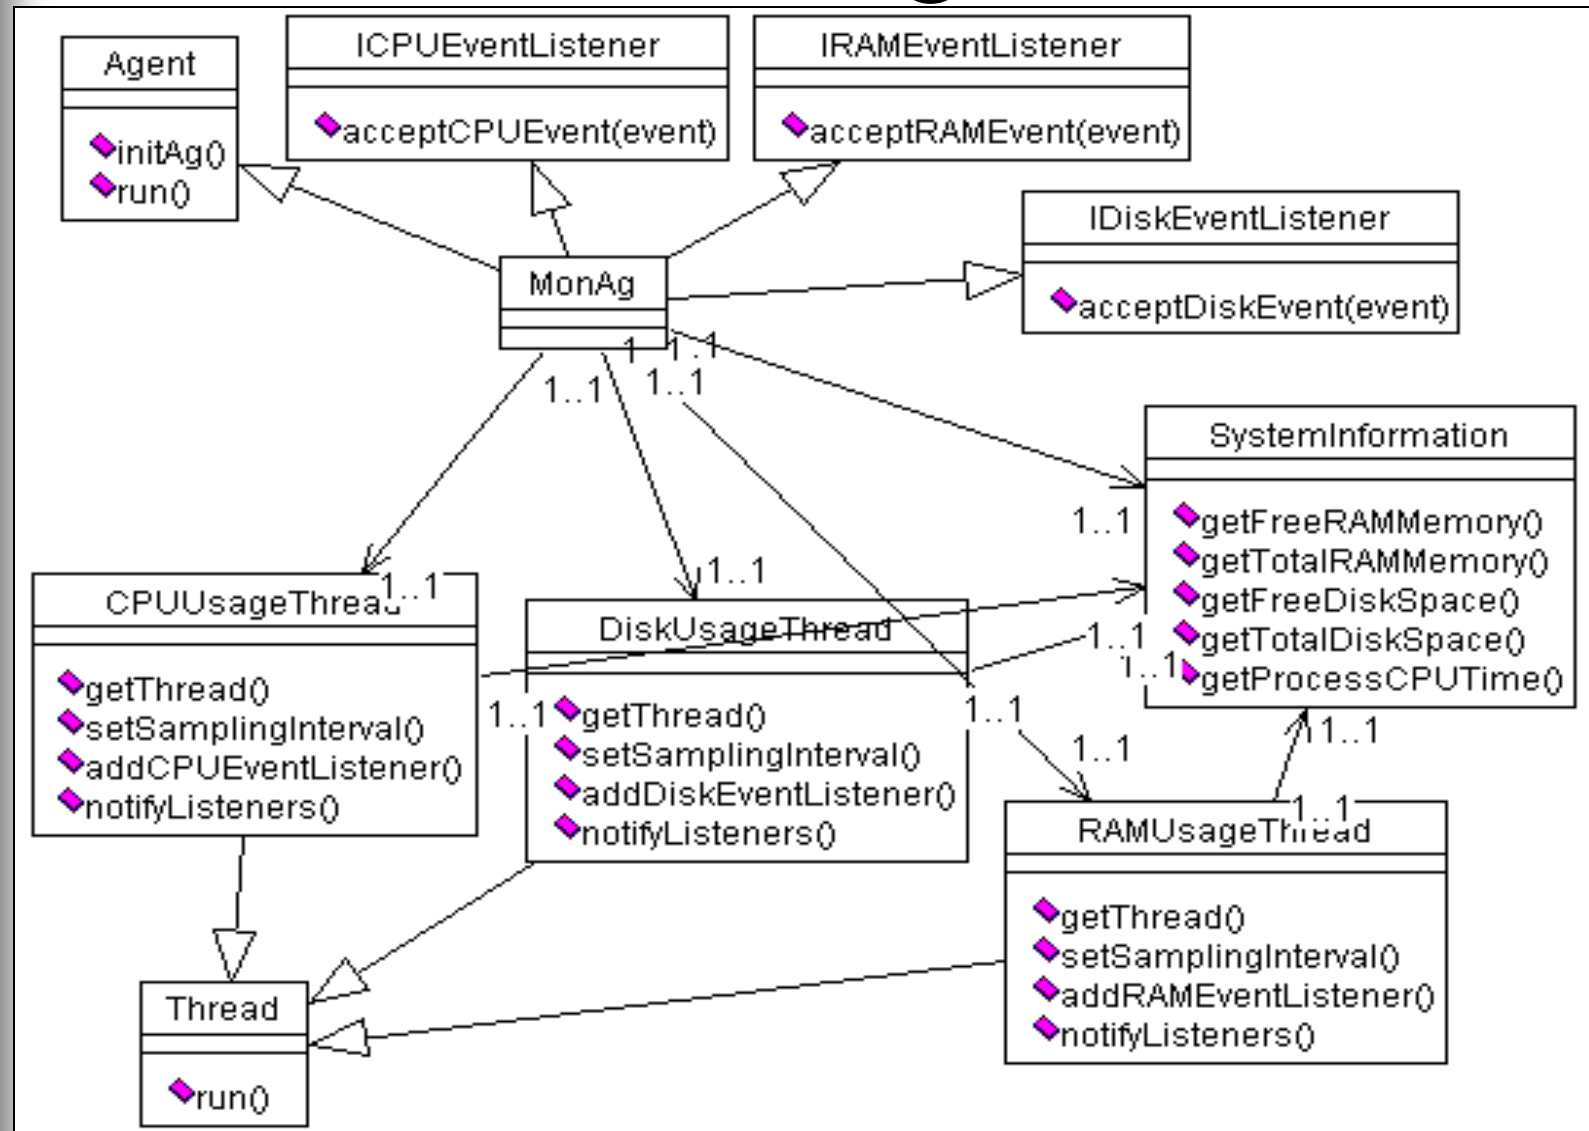 Agent
initAg()
run()
ICPUEventListener
acceptCPUEvent(event)
IRAMEventListener
acceptRAMEvent(event)
IDiskEventListener
acceptDiskEvent(event)
MonAg
1
1..1
1..1
1..1
SystemInformation
getFreeRAMMemory()
getTotalRAMMemory()
getFreeDiskSpace()
getTotalDiskSpace()
getProcessCPUTime()
1..1
1..1
1..1
1..1
1..1
CPUUsageThread
getThread()
setSamplingInterval()
addCPUEventListener()
notifyListeners()
1..1
DiskUsageThread
getThread()
setSamplingInterval()
addDiskEventListener()
notifyListeners()
1..1
1..1
1..1
1..1
RAMUsageThread
getThread()
setSamplingInterval()
addRAMEventListener()
notifyListeners()
Thread
run()